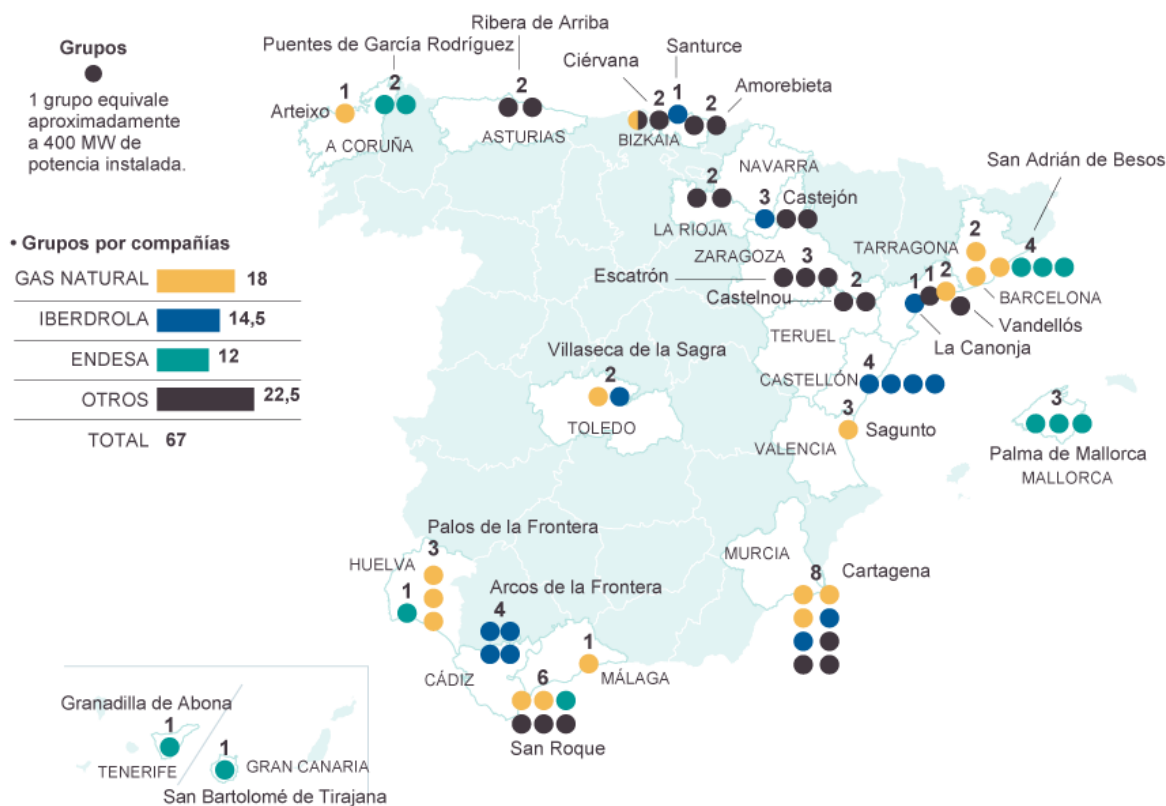 Grupos
1 grupo equivale
aproximadamente
a 400 MW de
potencia instalada.
• Grupos por compañías
GAS NATURAL 18
IBERDROLA 14,5
ENDESA 12
OTROS 22,5
TOTAL 67
Ribera de Arriba
Puentes de García Rodríguez
Santurce
Ciérvana
Amorebieta
1
2
2
2
1
2
Arteixo
A CORUÑA
ASTURIAS
BIZKAIA
NAVARRA
San Adrián de Besos
2
3
Castejón
LA RIOJA
TARRAGONA
2
4
ZARAGOZA
3
Escatrón
2
Castelnou
1
1
2
BARCELONA
Vandellós
TERUEL
La Canonja
Villaseca de la Sagra
2
TOLEDO
4
CASTELLÓN
3
Sagunto
VALENCIA
3
Palma de Mallorca
MALLORCA
Palos de la Frontera
HUELVA
3
1
Arcos de la Frontera
4
CÁDIZ
1
MÁLAGA
6
San Roque
MURCIA
8
Cartagena
Granadilla de Abona
1
TENERIFE
1
GRAN CANARIA
San Bartolomé de Tirajana